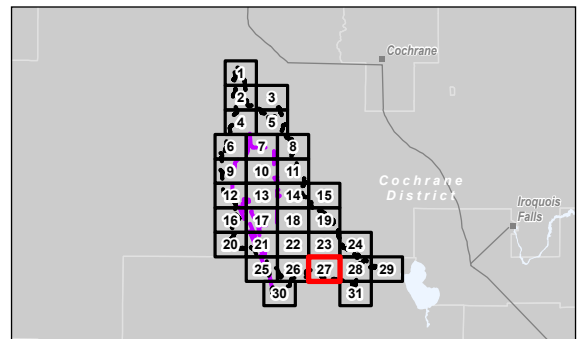 Cochrane
1
2 3
4 5
6 7 8
9 10 11
12 13 14 15
Cochrane
District
16 17 18 19
Iroquois
Falls
20 21 22 23 24
25 26 27 28 29
30 31